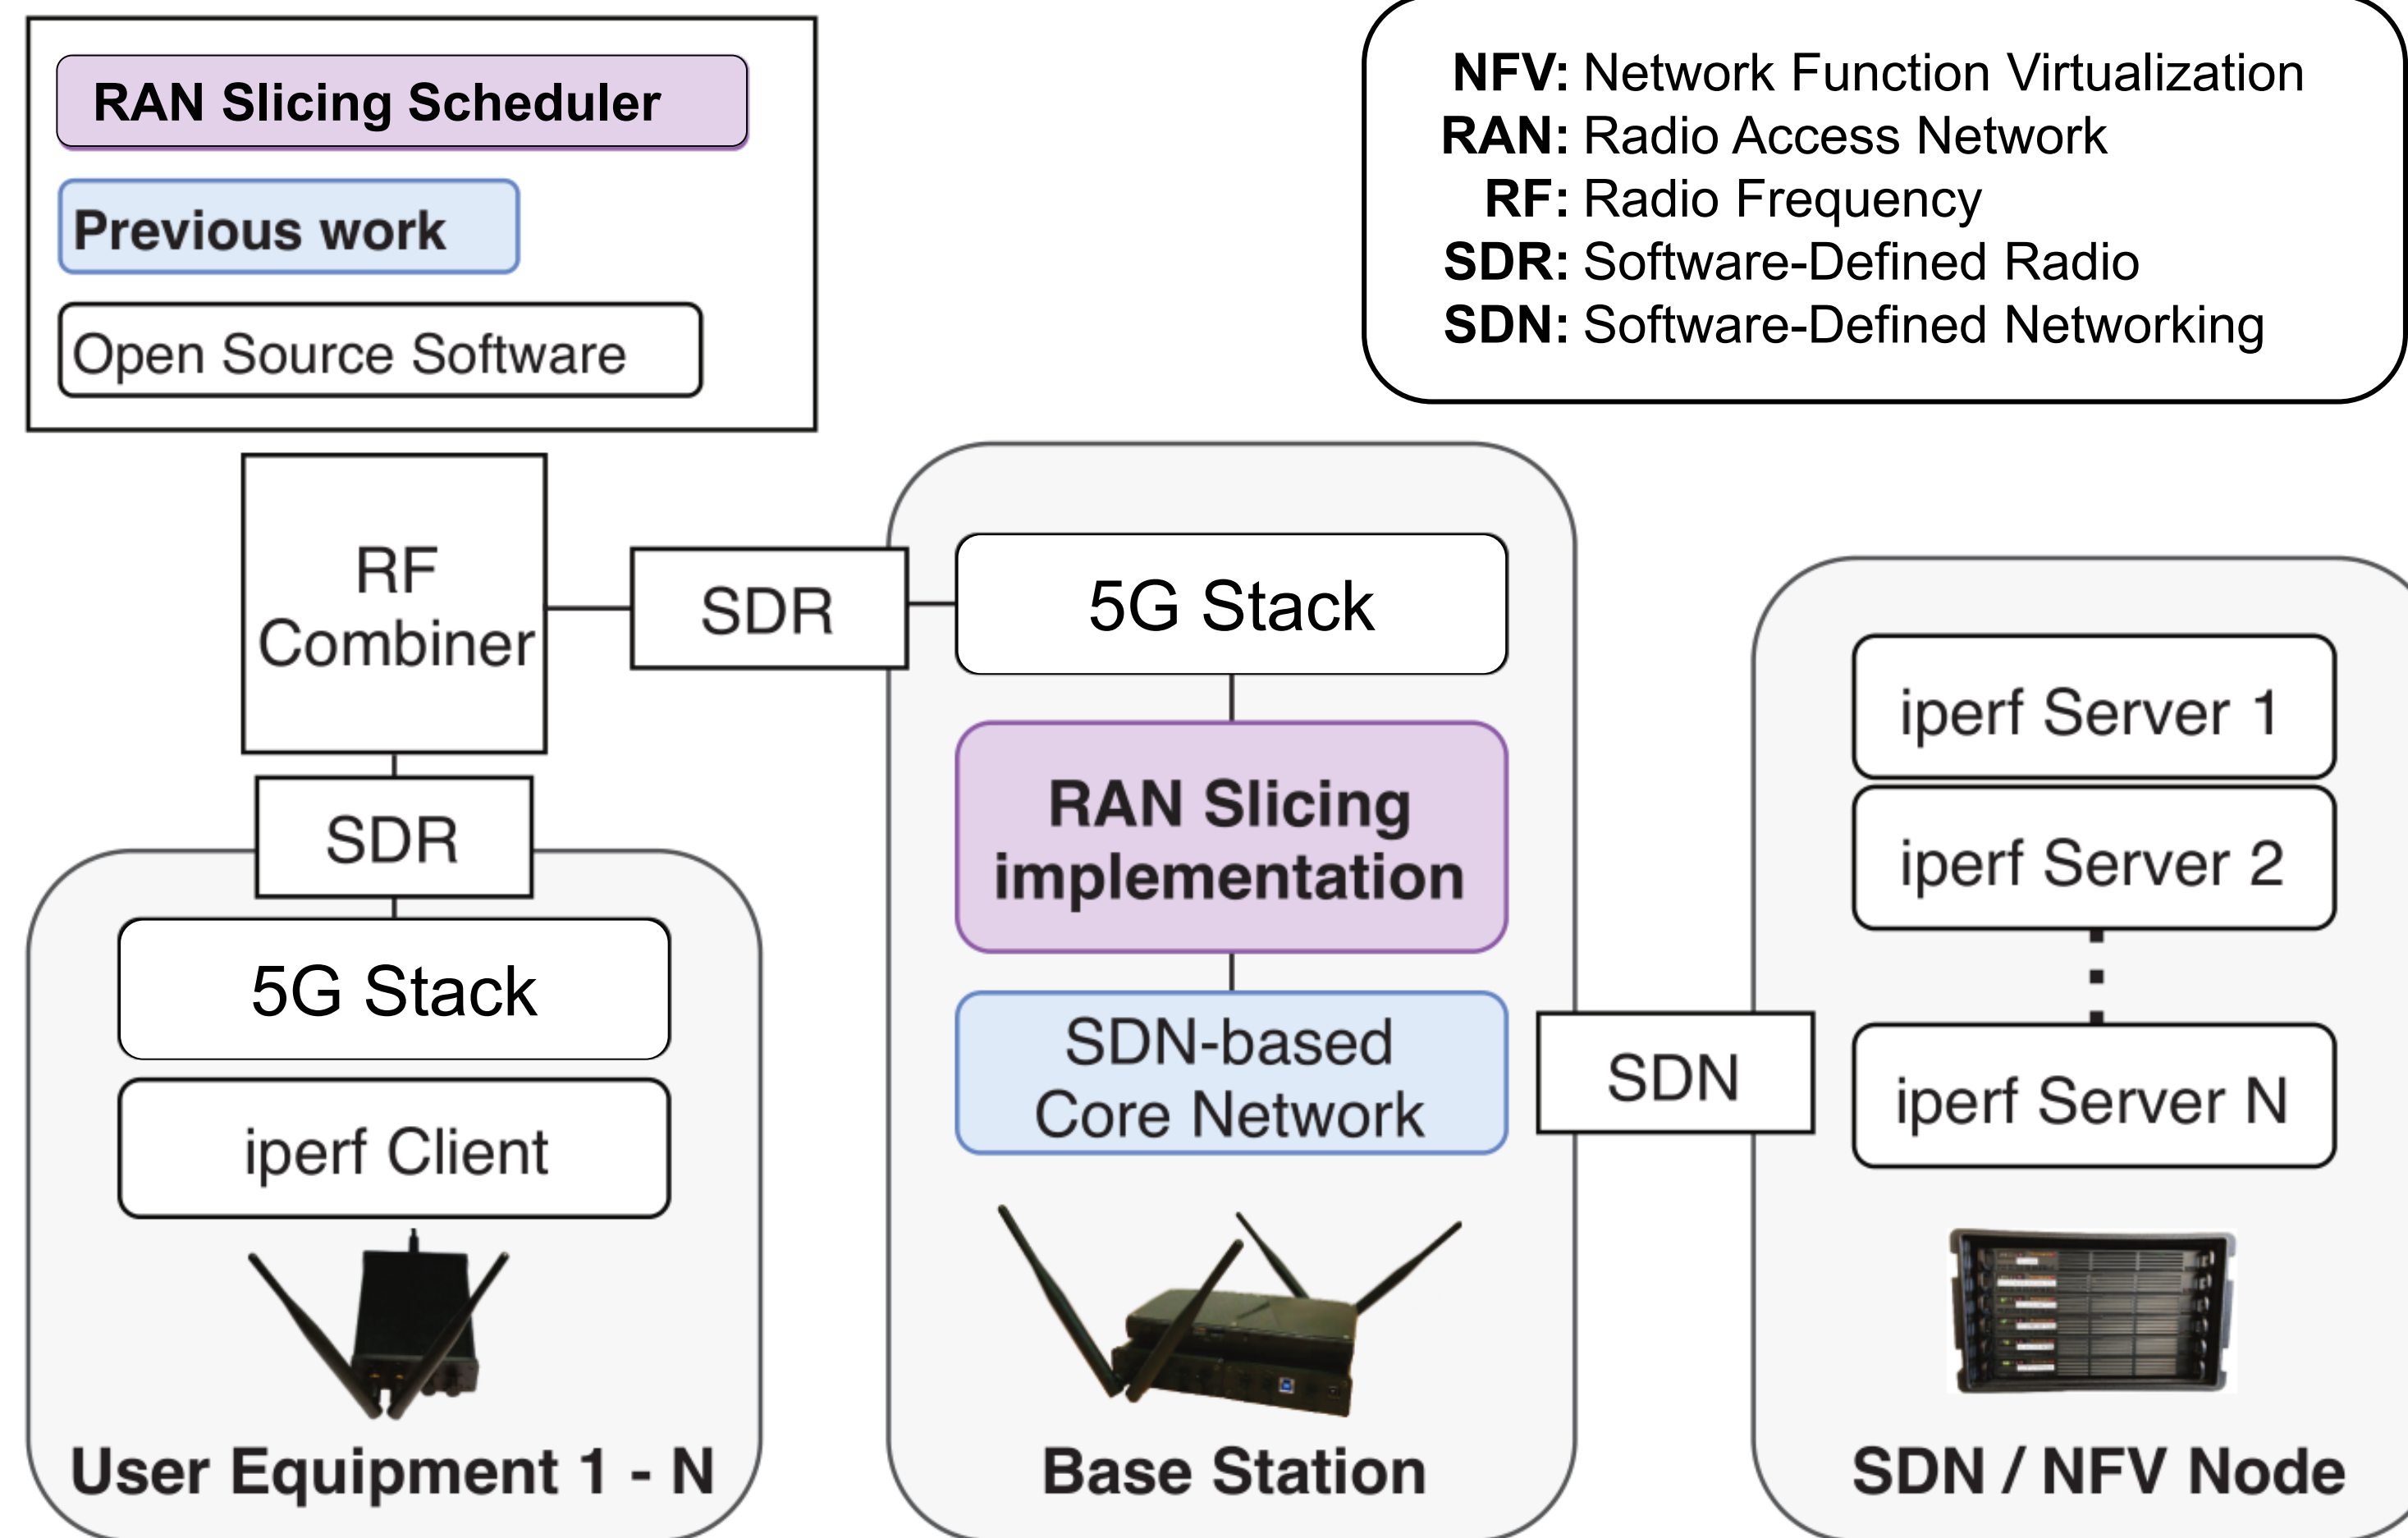 RAN Slicing Scheduler
Previous work
Open Source Software
NFV: Network Function Virtualization
RAN: Radio Access Network
RF: Radio Frequency
SDR: Software-Defined Radio
SDN: Software-Defined Networking
RF
Combiner
SDR
SDR
5G Stack
iperf Client
User Equipment 1 - N
5G Stack
RAN Slicing
implementation
SDN-based
Core Network
Base Station
SDN
iperf Server 1
iperf Server 2
iperf Server N
SDN / NFV Node